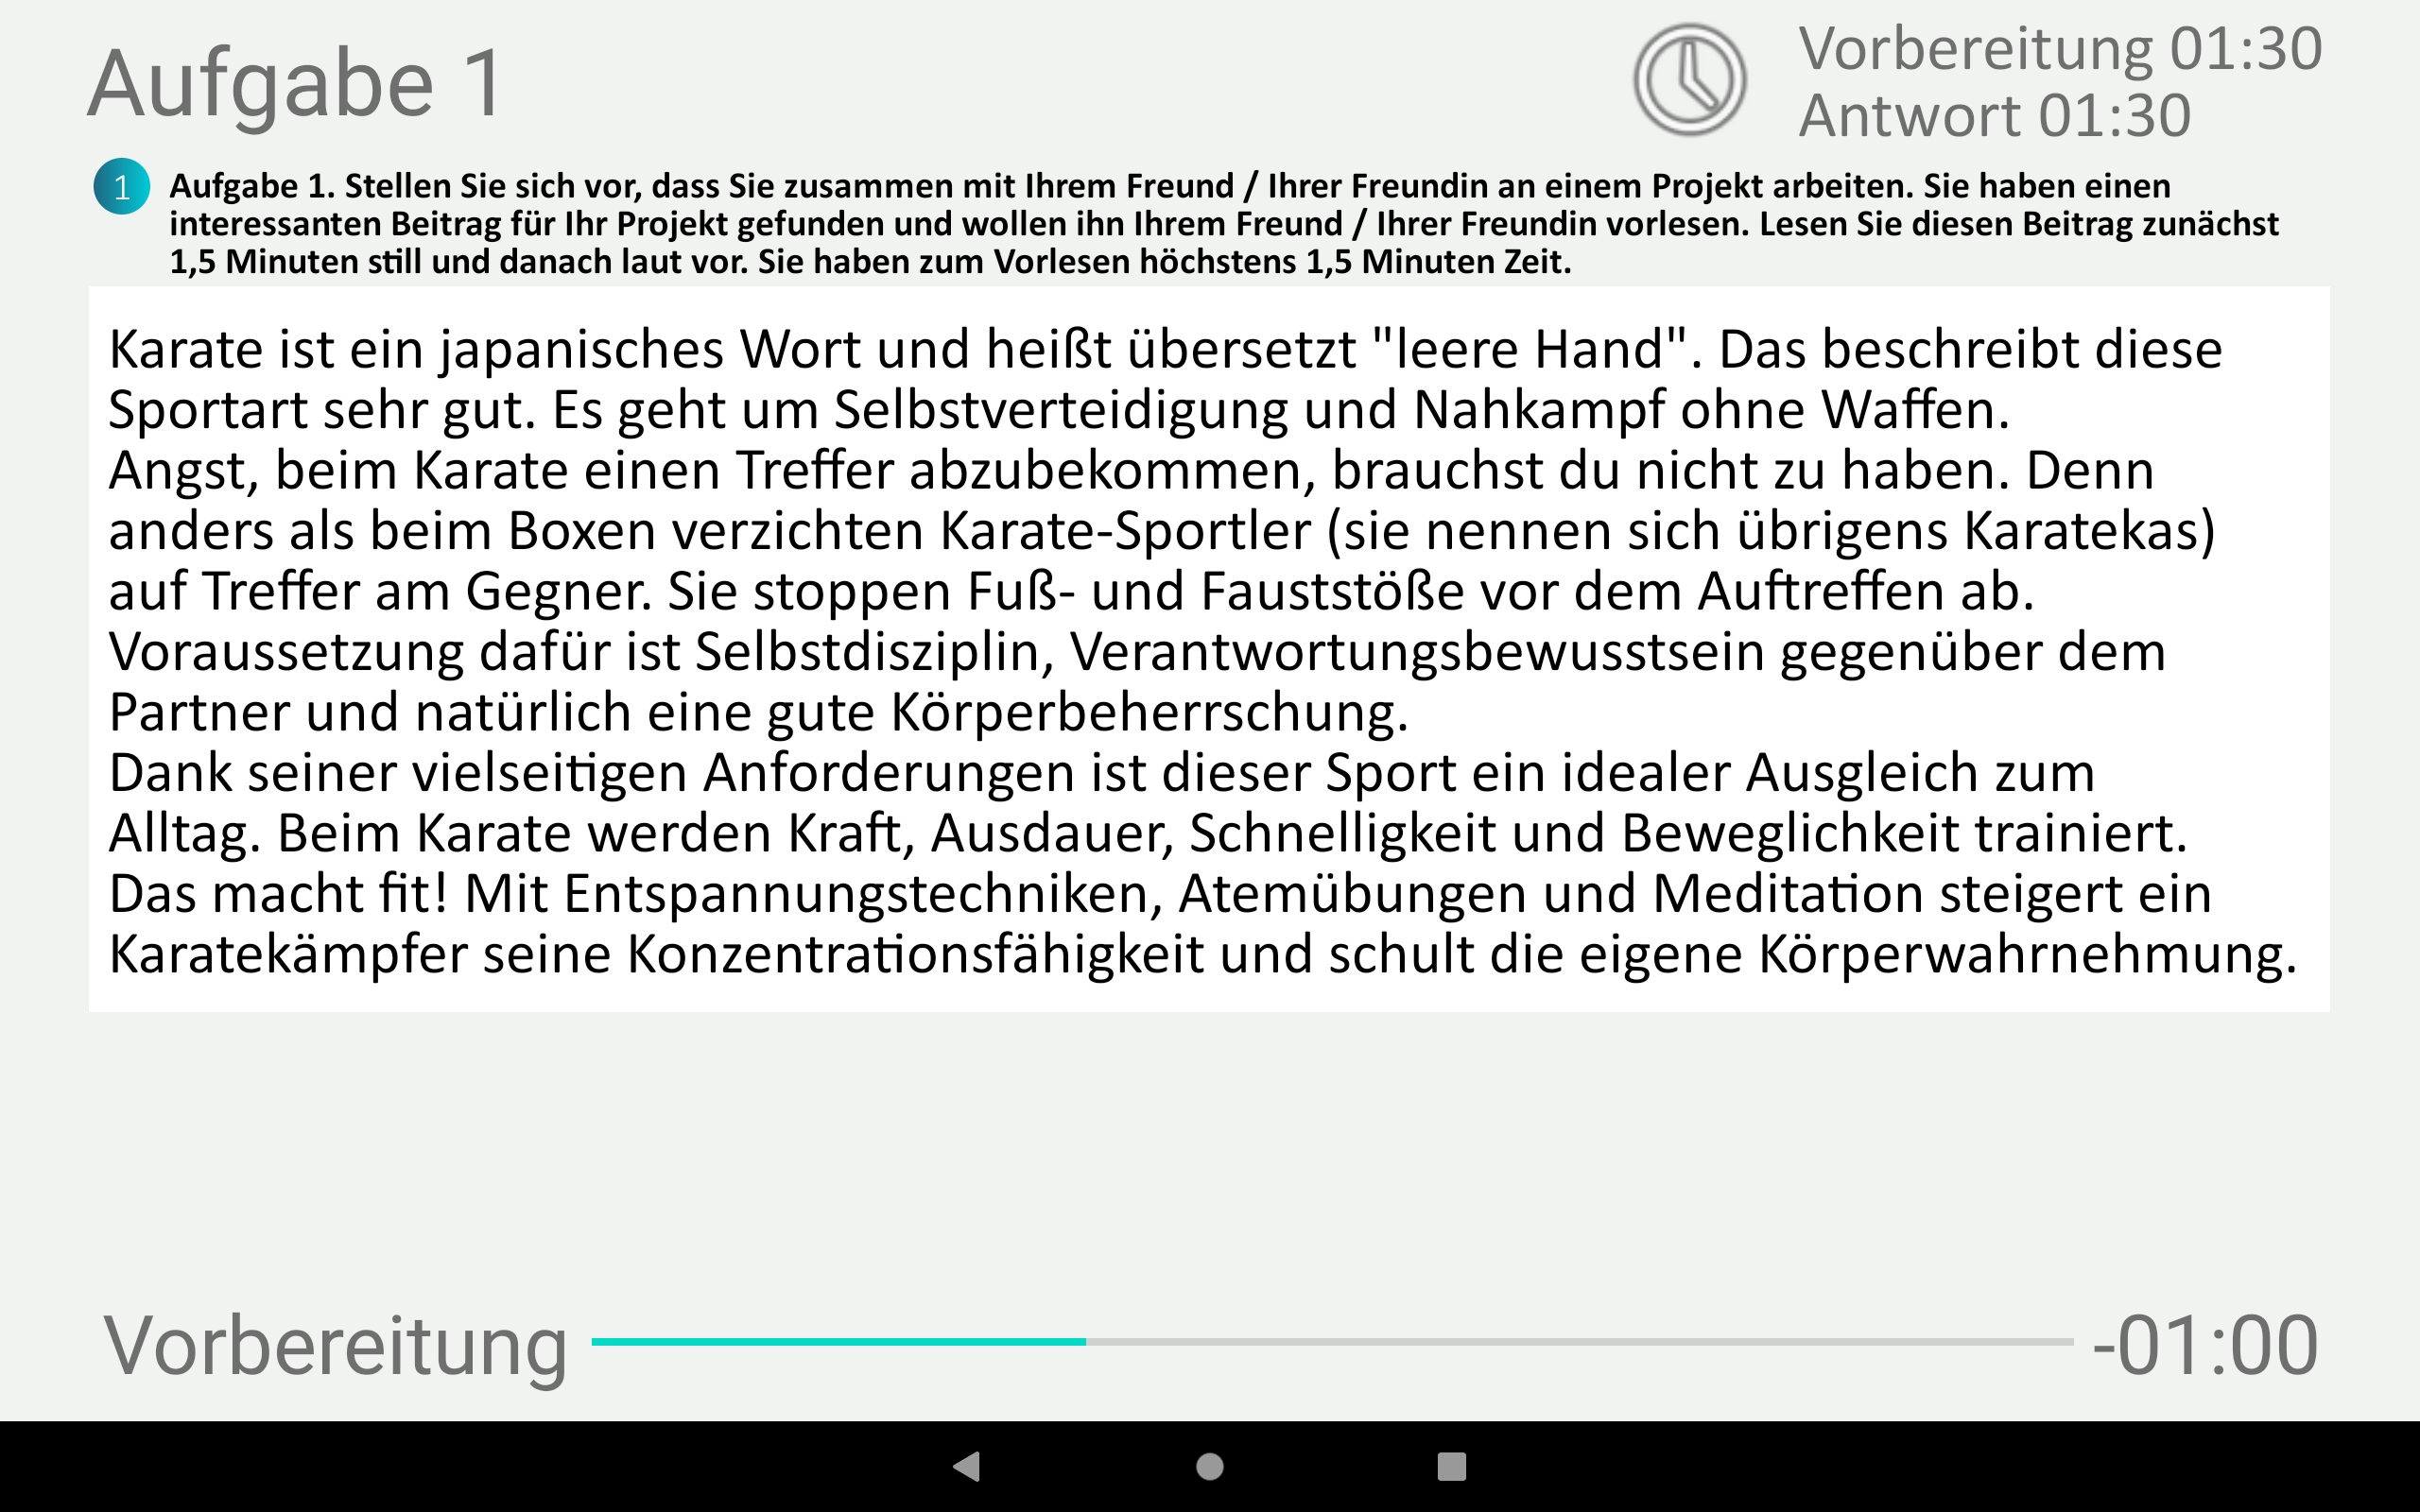 Aufgabe 1
Vorbereitung 01:30
Antwort 01:30
1
Aufgabe 1. Stellen Sie sich vor, dass Sie zusammen mit Ihrem Freund / Ihrer Freundin an einem Projekt arbeiten. Sie haben einen
interessanten Beitrag für Ihr Projekt gefunden und wollen ihn Ihrem Freund / Ihrer Freundin vorlesen. Lesen Sie diesen Beitrag zunächst
1,5 Minuten still und danach laut vor. Sie haben zum Vorlesen höchstens 1,5 Minuten Zeit.
Karate ist ein japanisches Wort und heißt übersetzt "leere Hand". Das beschreibt diese
Sportart sehr gut. Es geht um Selbstverteidigung und Nahkampf ohne Waffen.
Angst, beim Karate einen Treffer abzubekommen, brauchst du nicht zu haben. Denn
anders als beim Boxen verzichten Karate-Sportler (sie nennen sich übrigens Karatekas)
auf Treffer am Gegner. Sie stoppen Fuß- und Fauststöße vor dem Auftreffen ab.
Voraussetzung dafür ist Selbstdisziplin, Verantwortungsbewusstsein gegenüber dem
Partner und natürlich eine gute Körperbeherrschung.
Dank seiner vielseitigen Anforderungen ist dieser Sport ein idealer Ausgleich zum
Alltag. Beim Karate werden Kraft, Ausdauer, Schnelligkeit und Beweglichkeit trainiert.
Das macht fit! Mit Entspannungstechniken, Atemübungen und Meditation steigert ein
Karatekämpfer seine Konzentrationsfähigkeit und schult die eigene Körperwahrnehmung.
Vorbereitung
-01:00